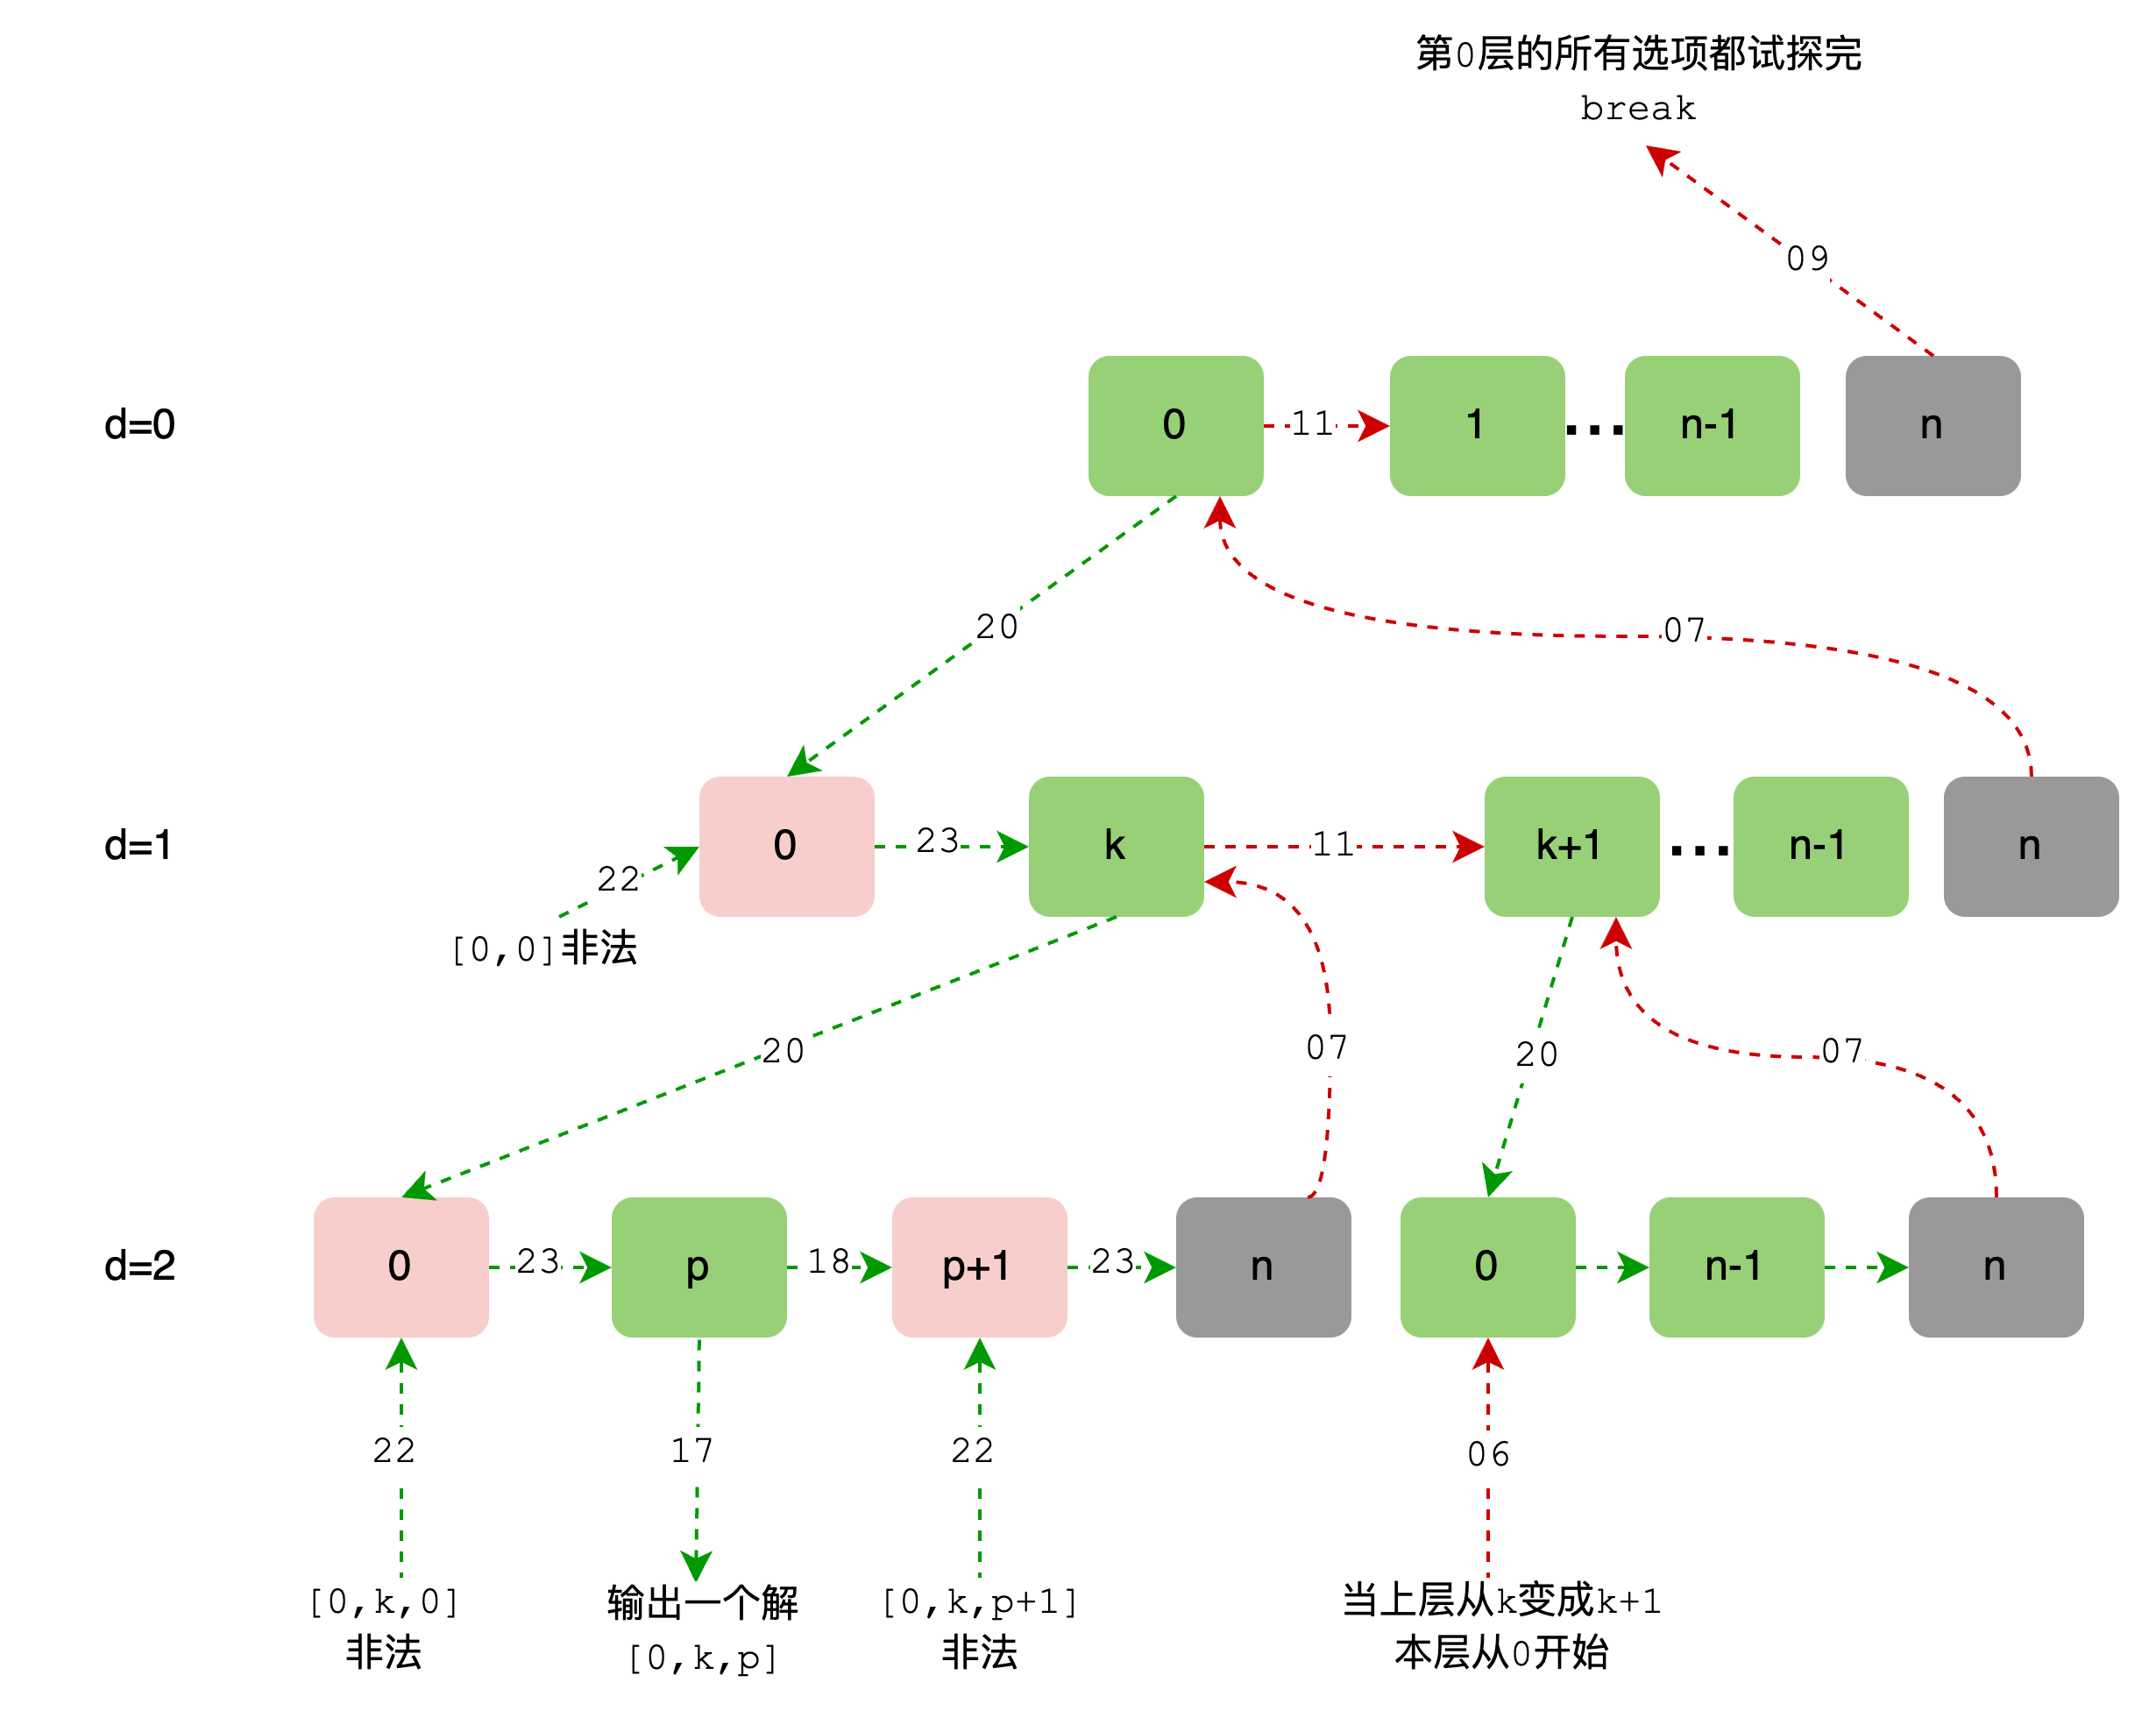 第0层的所有选项都试探完
break
09
d=0
0
11
1
...
n-1
n
20
07
d=1
0
23
k
11
k+1
...
n-1
n
22
[0,0]非法
20
07
20
07
d=2
0
23
p
18
p+1
23
n
0
n-1
n
22
17
22
06
[0,k,0]
非法
输出一个解
[0,k,p]
[0,k,p+1]
非法
当上层从k变成k+1
本层从0开始